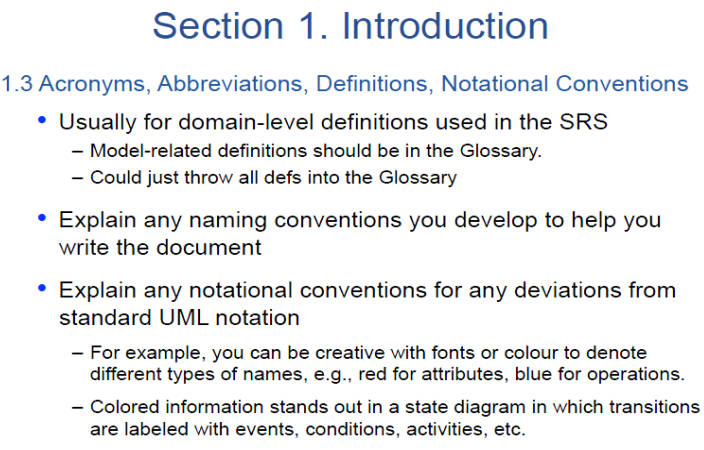 Section 1. Introduction
1.3 Acronyms, Abbreviations, Definitions, Notational Conventions
• Usually for domain-level definitions used in the SRS
– Model-related definitions should be in the Glossary.
– Could just throw all defs into the Glossary
• Explain any naming conventions you develop to help you
write the document
• Explain any notational conventions for any deviations from
standard UML notation
– For example, you can be creative with fonts or colour to denote
different types of names, e.g., red for attributes, blue for operations.
– Colored information stands out in a state diagram in which transitions
are labeled with events, conditions, activities, etc.